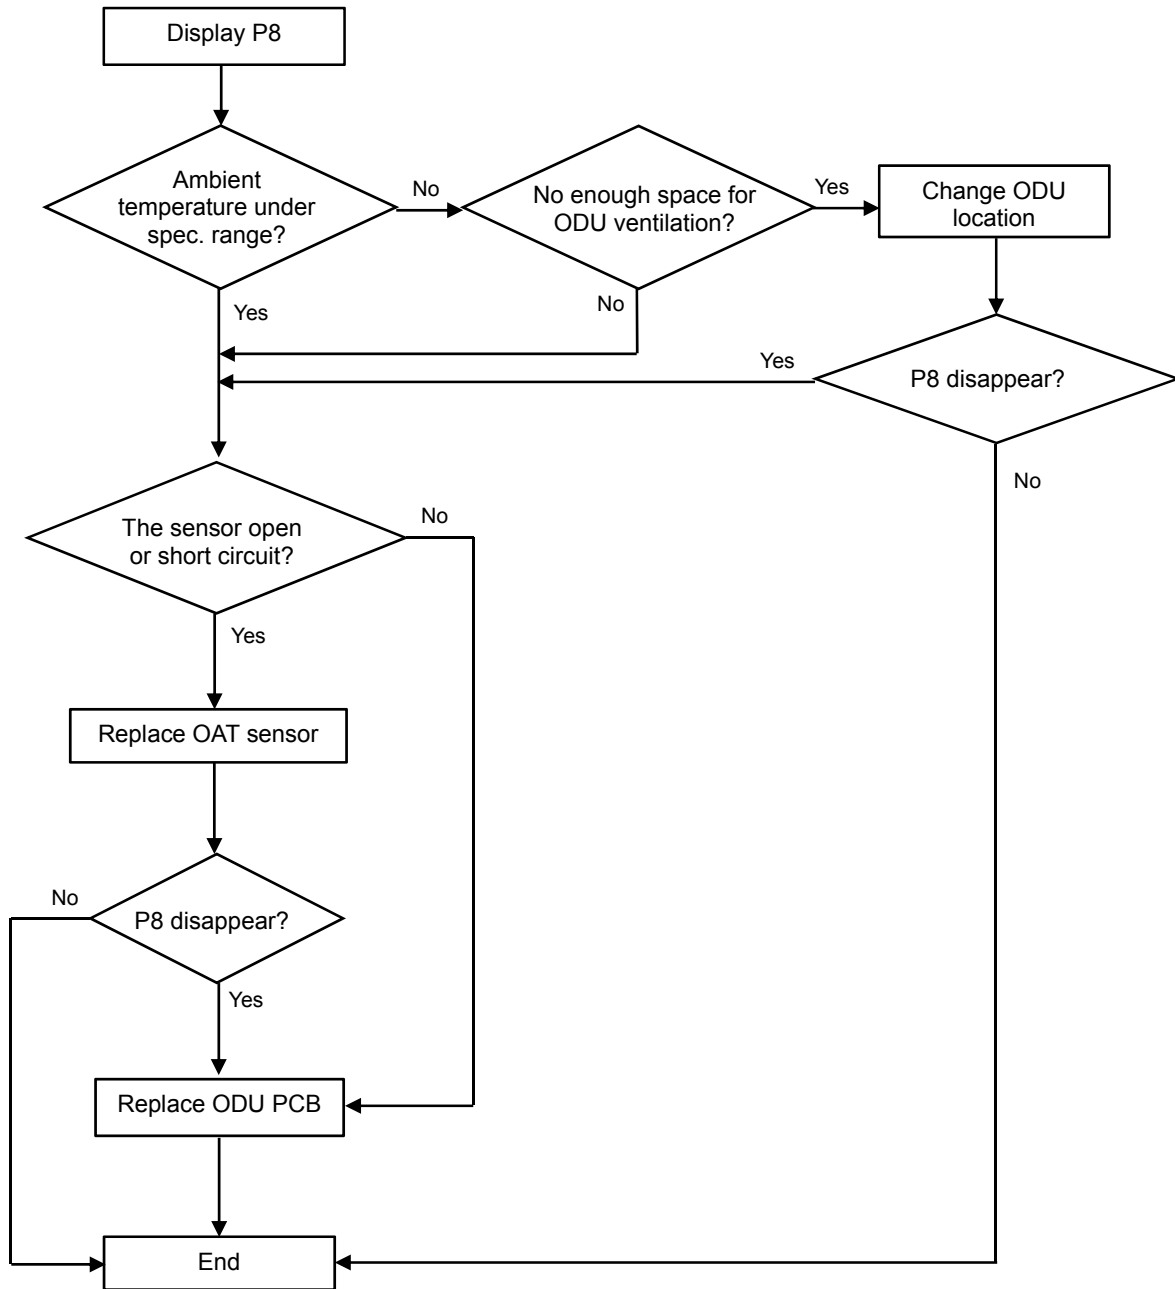 Display P8
Ambient
temperature under
spec. range?
No
No enough space for
ODU ventilation?
Yes
Change ODU
location
Yes
No
Yes
P8 disappear?
No
The sensor open
or short circuit?
No
Yes
Replace OAT sensor
No
P8 disappear?
Yes
Replace ODU PCB
End